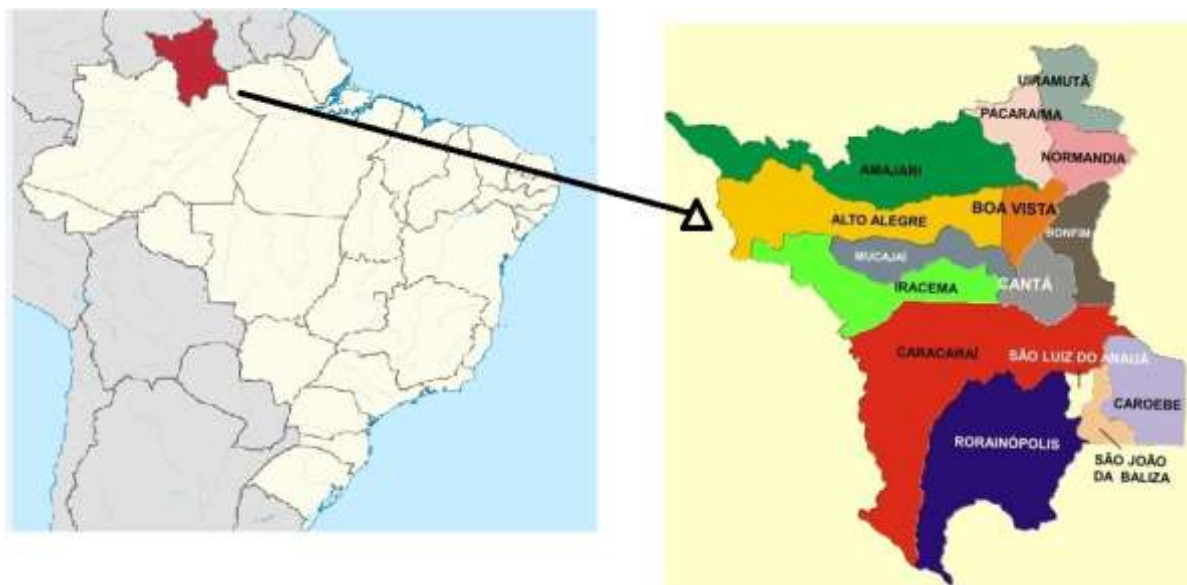 UIRAMUTÃ
PACARAIMA
NORMANDIA
AMAJARI
BOA VISTA
ALTO ALEGRE
BONFIM
MUCAJAÍ
CANTÁ
IRACEMA
CARACARAÍ
SÃO LUIZ DO ANAUÁ
CAROEBE
RORAINÓPOLIS
SÃO JOÃO
DA BALIZA